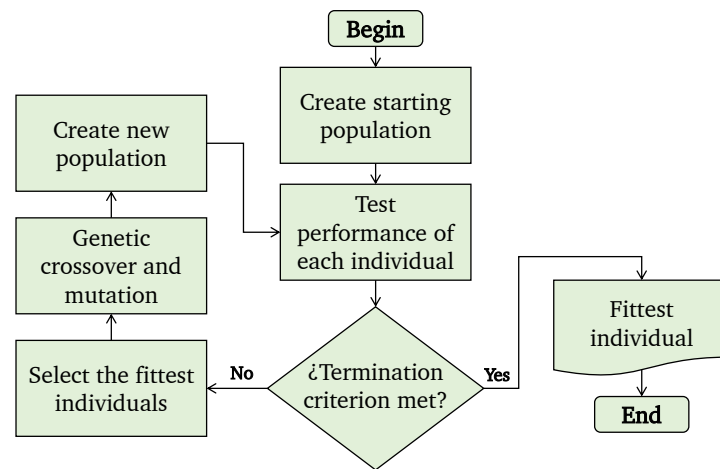 Begin
Create starting
population
Test
performance of
each individual
¿Termination
criterion met?
No
Select the fittest
individuals
Genetic
crossover and
mutation
Create new
population
Yes
Fittest
individual
End